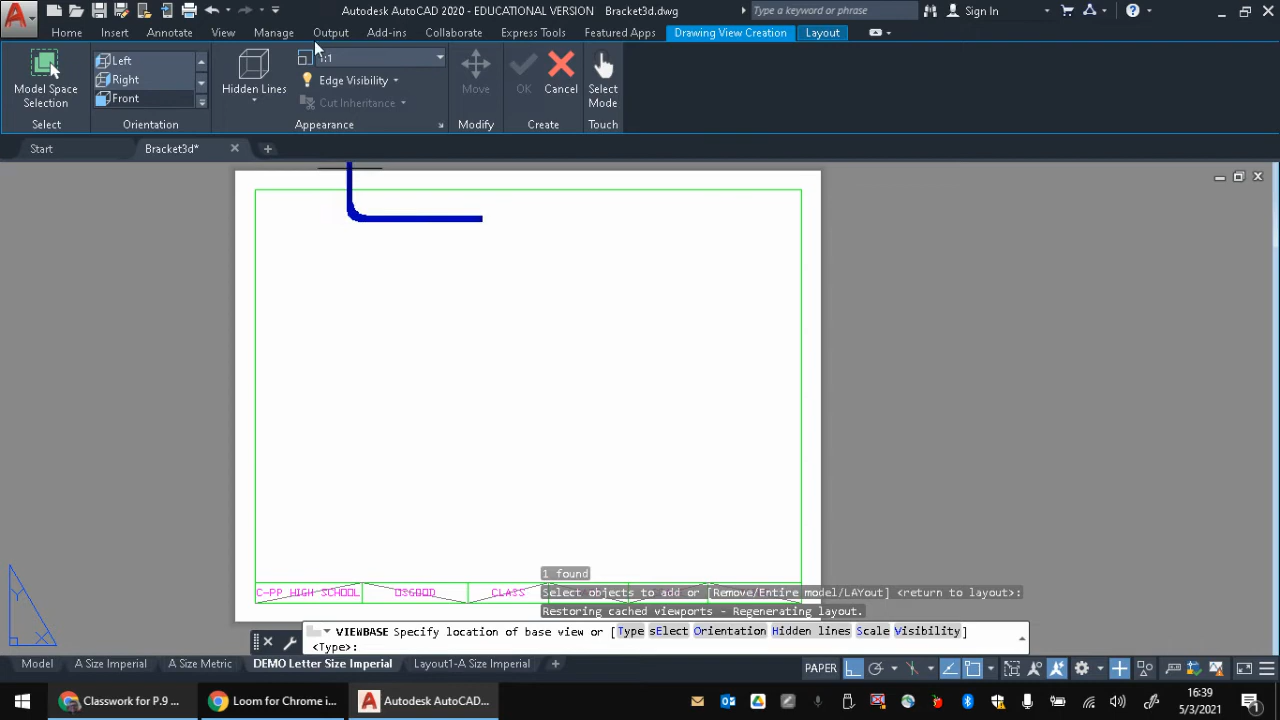 Autodesk AutoCAD 2020 - EDUCATIONAL VERSION Bracket3d.dwg
Type a keyword or phrase
Sign In
Home Insert Annotate View Manage Output Add-ins Collaborate Express Tools Featured Apps Drawing View Creation Layout
Model Space Selection
Left
Right
Front
Hidden Lines
1:1
Edge Visibility
Cut Inheritance
Move
OK
Cancel
Select Mode
Select Orientation Appearance Modify Create Touch
Start Bracket3d*
1 found
C-PP HIGH SCHOOL OSGOOD CLASS
Select objects to add or [Remove/Entire model/LAYout] <return to layout>:
Restoring cached viewports - Regenerating layout.
VIEWBASE Specify location of base view or [Type sElect Orientation Hidden lines Scale Visibility]
<Type>:
Y
X
Model A Size Imperial A Size Metric DEMO Letter Size Imperial Layout1-A Size Imperial
PAPER
Classwork for P.9 ...
Loom for Chrome i...
Autodesk AutoCAD...
16:39
5/3/2021